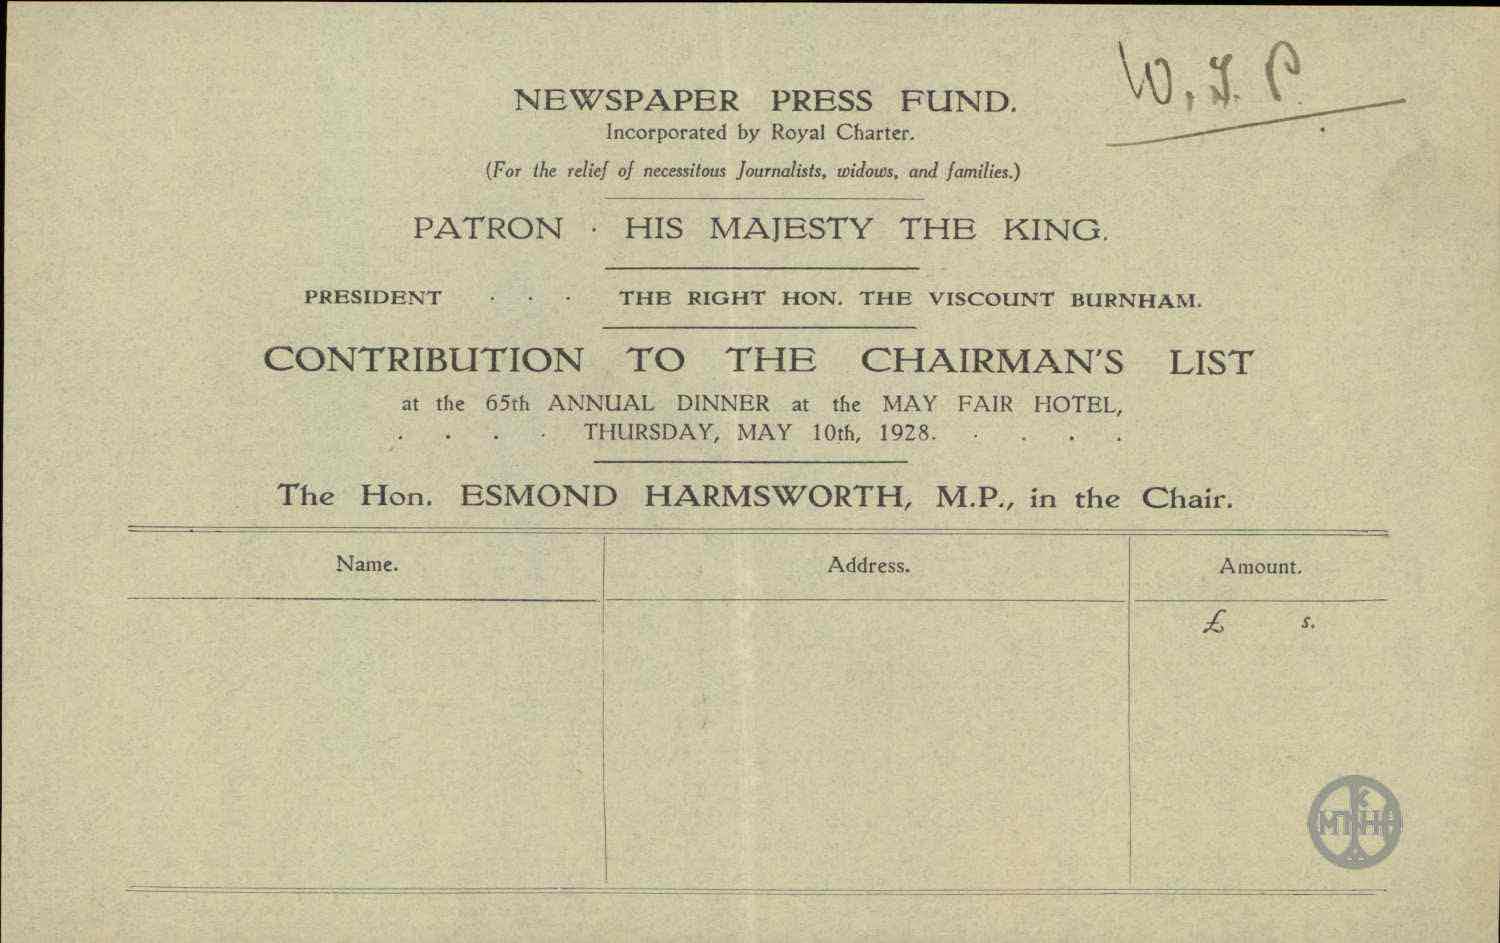 W. J. P.
NEWSPAPER PRESS FUND.
Incorporated by Royal Charter.
(For the relief of necessitous Journalists, widows, and families.)
PATRON · HIS MAJESTY THE KING.
PRESIDENT · · · THE RIGHT HON. THE VISCOUNT BURNHAM.
CONTRIBUTION TO THE CHAIRMAN'S LIST
at the 65th ANNUAL DINNER at the MAY FAIR HOTEL,
. . . . THURSDAY, MAY 10th, 1928. . . . .
The Hon. ESMOND HARMSWORTH, M.P., in the Chair.
Name. Address. Amount.
£ s.